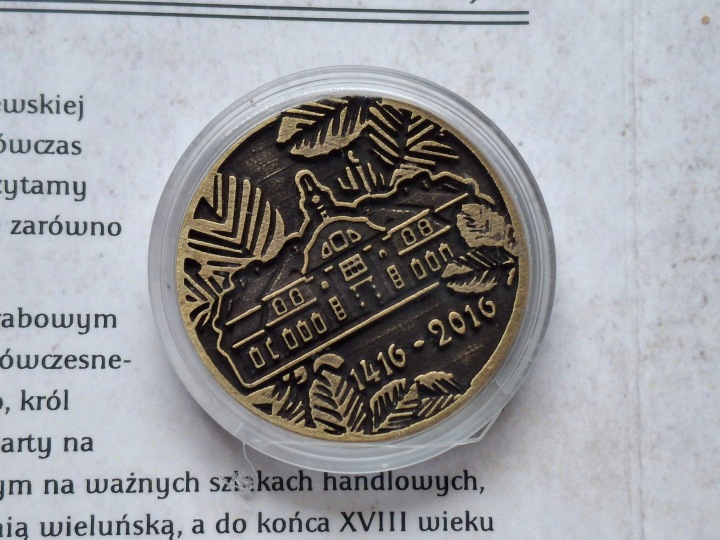 ewskiej
ówczas
zytamy
zarówno
rabowym
ówczesne-
o, król
arty na
ym na ważnych szlakach handlowych,
nią wieluńską, a do końca XVIII wieku
1416 - 2016